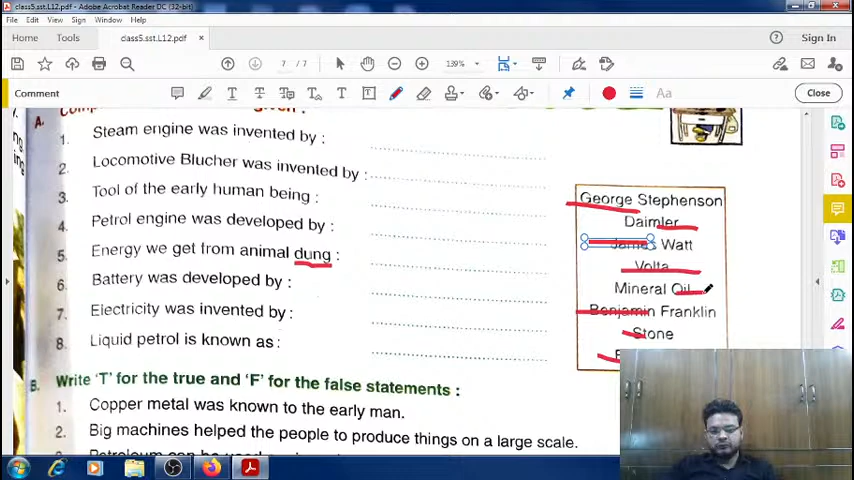 class5.sst.L12.pdf - Adobe Acrobat Reader DC (32-bit)
File Edit View Sign Window Help
Home Tools class5.sst.L12.pdf × Sign In
7 / 7 139%
Comment Aa Close
A. given :
1. Steam engine was invented by :
2. Locomotive Blucher was invented by :
3. Tool of the early human being :
4. Petrol engine was developed by :
5. Energy we get from animal dung :
6. Battery was developed by :
7. Electricity was invented by :
8. Liquid petrol is known as :
George Stephenson
Daimler
James Watt
Volta
Mineral Oil
Benjamin Franklin
Stone
B. Write 'T' for the true and 'F' for the false statements :
1. Copper metal was known to the early man.
2. Big machines helped the people to produce things on a large scale.
Petroleum can be used